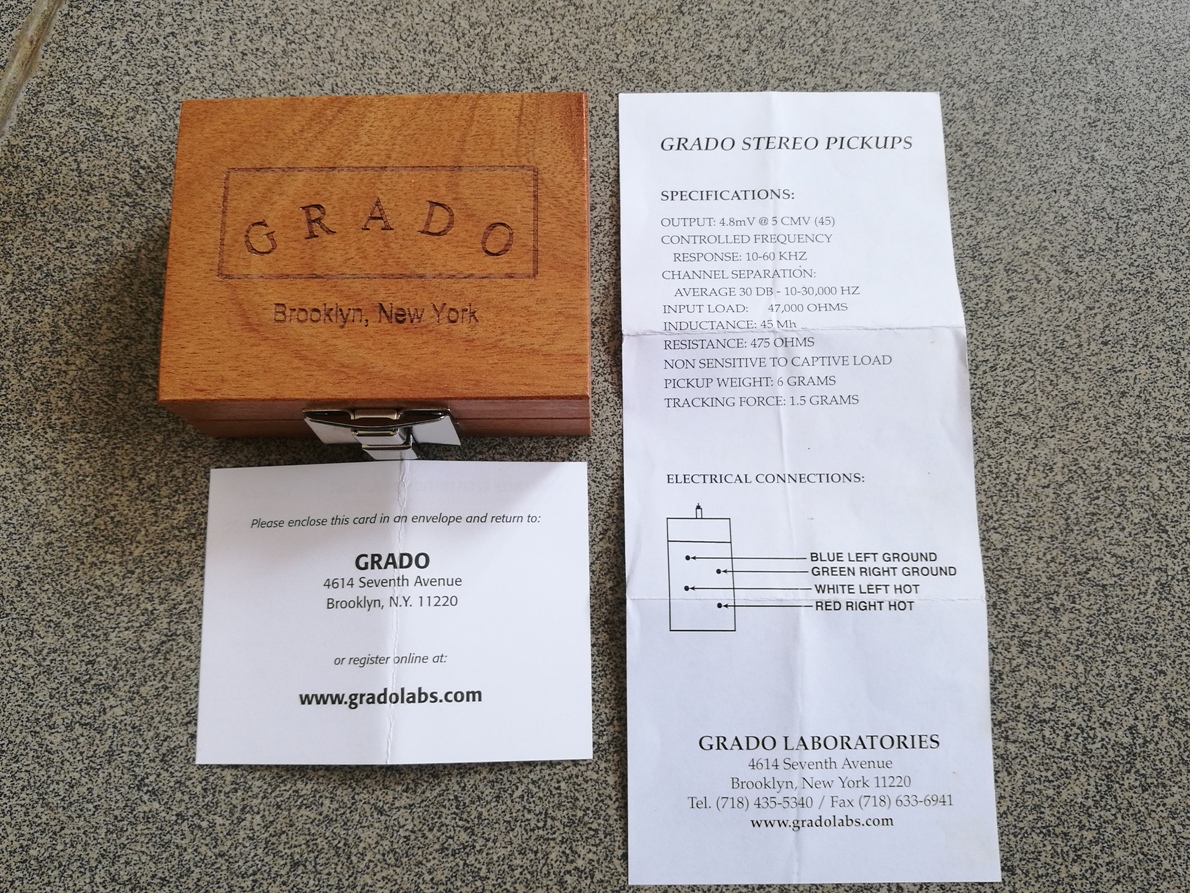 GRADO
Brooklyn, New York
Please enclose this card in an envelope and return to:
GRADO
4614 Seventh Avenue
Brooklyn, N.Y. 11220
or register online at:
www.gradolabs.com
GRADO STEREO PICKUPS
SPECIFICATIONS:
OUTPUT: 4.8mV @ 5 CMV (45)
CONTROLLED FREQUENCY
RESPONSE: 10-60 KHZ
CHANNEL SEPARATION:
AVERAGE 30 DB - 10-30,000 HZ
INPUT LOAD: 47,000 OHMS
INDUCTANCE: 45 Mh
RESISTANCE: 475 OHMS
NON SENSITIVE TO CAPTIVE LOAD
PICKUP WEIGHT: 6 GRAMS
TRACKING FORCE: 1.5 GRAMS
ELECTRICAL CONNECTIONS:
BLUE LEFT GROUND
GREEN RIGHT GROUND
WHITE LEFT HOT
RED RIGHT HOT
GRADO LABORATORIES
4614 Seventh Avenue
Brooklyn, New York 11220
Tel. (718) 435-5340 / Fax (718) 633-6941
www.gradolabs.com